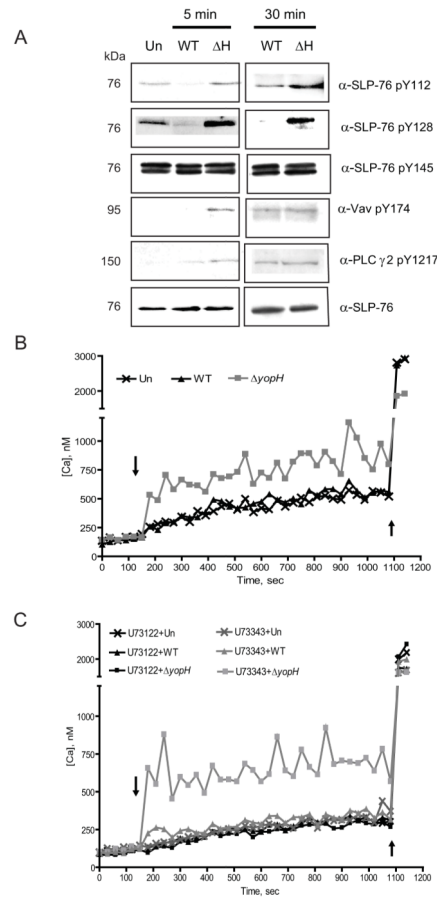 A
5 min 30 min
Un WT ΔH WT ΔH
kDa
76 α-SLP-76 pY112
76 α-SLP-76 pY128
76 α-SLP-76 pY145
95 α-Vav pY174
150 α-PLC γ2 pY1217
76 α-SLP-76
B
3000
2000
1000
750
500
250
0
[Ca], nM
Un WT ΔyopH
0 100 200 300 400 500 600 700 800 900 1000 1100 1200
Time, sec
C
3000
2000
1000
750
500
250
0
[Ca], nM
U73122+Un U73343+Un
U73122+WT U73343+WT
U73122+ΔyopH U73343+ΔyopH
0 100 200 300 400 500 600 700 800 900 1000 1100 1200
Time, sec